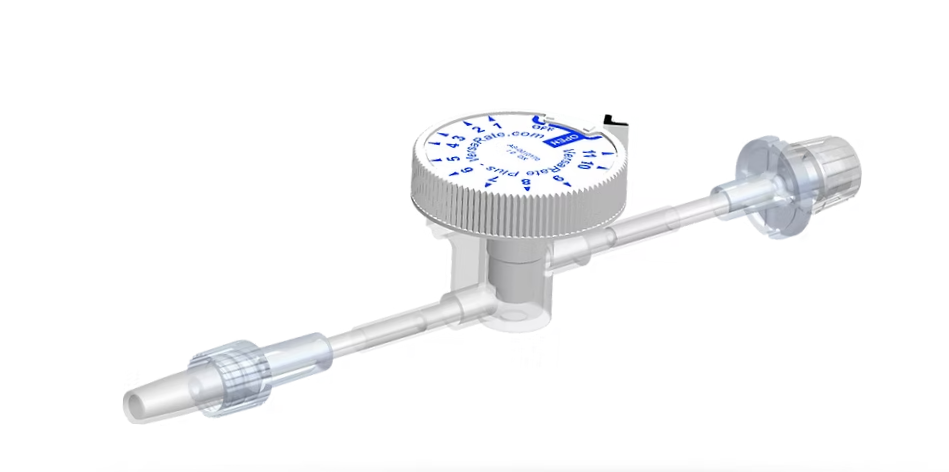 OFF
OPEN
1 2 3 4 5 6 7 8 9 10 11
VersaRate.com
VersaRate Plus